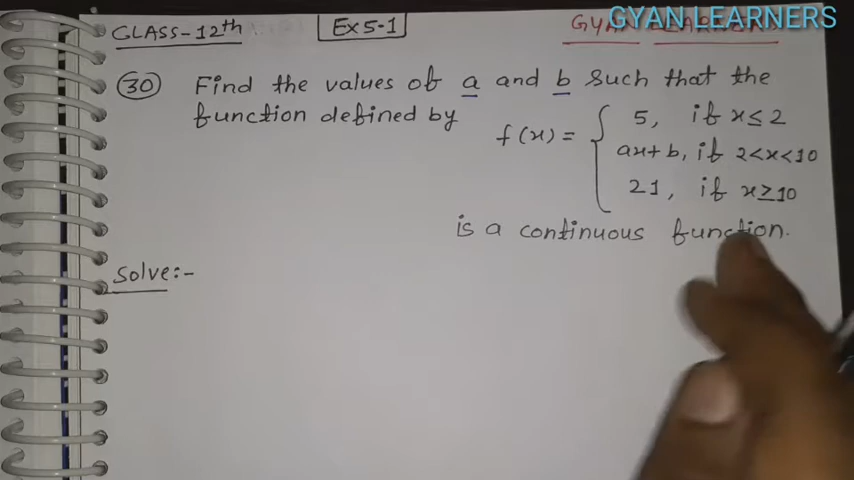 CLASS-12th
Ex 5.1
GYAN LEARNERS
30 Find the values of a and b such that the
function defined by
f(x) = { 5, if x ≤ 2
ax+b, if 2<x<10
21, if x ≥ 10
is a continuous function.
Solve:-